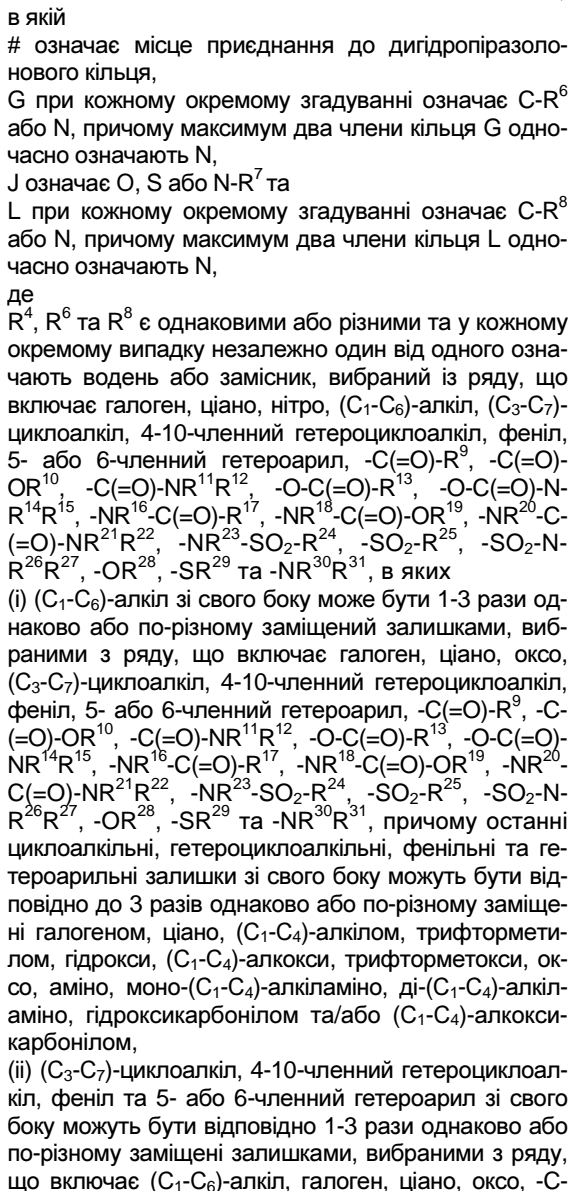 в якій
# означає місце приєднання до дигідропіразоло-
нового кільця,
G при кожному окремому згадуванні означає C-R⁶
або N, причому максимум два члени кільця G одно-
часно означають N,
J означає O, S або N-R⁷ та
L при кожному окремому згадуванні означає C-R⁸
або N, причому максимум два члени кільця L одно-
часно означають N,
де
R⁴, R⁶ та R⁸ є однаковими або різними та у кожному
окремому випадку незалежно один від одного озна-
чають водень або замісник, вибраний із ряду, що
включає галоген, ціано, нітро, (C₁-C₆)-алкіл, (C₃-C₇)-
циклоалкіл, 4-10-членний гетероциклоалкіл, феніл,
5- або 6-членний гетероарил, -C(=O)-R⁹, -C(=O)-
OR¹⁰, -C(=O)-NR¹¹R¹², -O-C(=O)-R¹³, -O-C(=O)-N-
R¹⁴R¹⁵, -NR¹⁶-C(=O)-R¹⁷, -NR¹⁸-C(=O)-OR¹⁹, -NR²⁰-C-
(=O)-NR²¹R²², -NR²³-SO₂-R²⁴, -SO₂-R²⁵, -SO₂-N-
R²⁶R²⁷, -OR²⁸, -SR²⁹ та -NR³⁰R³¹, в яких
(i) (C₁-C₆)-алкіл зі свого боку може бути 1-3 рази од-
наково або по-різному заміщений залишками, виб-
раними з ряду, що включає галоген, ціано, оксо,
(C₃-C₇)-циклоалкіл, 4-10-членний гетероциклоалкіл,
феніл, 5- або 6-членний гетероарил, -C(=O)-R⁹, -C-
(=O)-OR¹⁰, -C(=O)-NR¹¹R¹², -O-C(=O)-R¹³, -O-C(=O)-
NR¹⁴R¹⁵, -NR¹⁶-C(=O)-R¹⁷, -NR¹⁸-C(=O)-OR¹⁹, -NR²⁰-
C(=O)-NR²¹R²², -NR²³-SO₂-R²⁴, -SO₂-R²⁵, -SO₂-N-
R²⁶R²⁷, -OR²⁸, -SR²⁹ та -NR³⁰R³¹, причому останні
циклоалкільні, гетероциклоалкільні, фенільні та ге-
тероарильні залишки зі свого боку можуть бути від-
повідно до 3 разів однаково або по-різному заміще-
ні галогеном, ціано, (C₁-C₄)-алкілом, трифтормети-
лом, гідрокси, (C₁-C₄)-алкокси, трифторметокси, ок-
со, аміно, моно-(C₁-C₄)-алкіламіно, ді-(C₁-C₄)-алкіл-
аміно, гідроксикарбонілом та/або (C₁-C₄)-алкокси-
карбонілом,
(ii) (C₃-C₇)-циклоалкіл, 4-10-членний гетероциклоал-
кіл, феніл та 5- або 6-членний гетероарил зі свого
боку можуть бути відповідно 1-3 рази однаково або
по-різному заміщені залишками, вибраними з ряду,
що включає (C₁-C₆)-алкіл, галоген, ціано, оксо, -C-